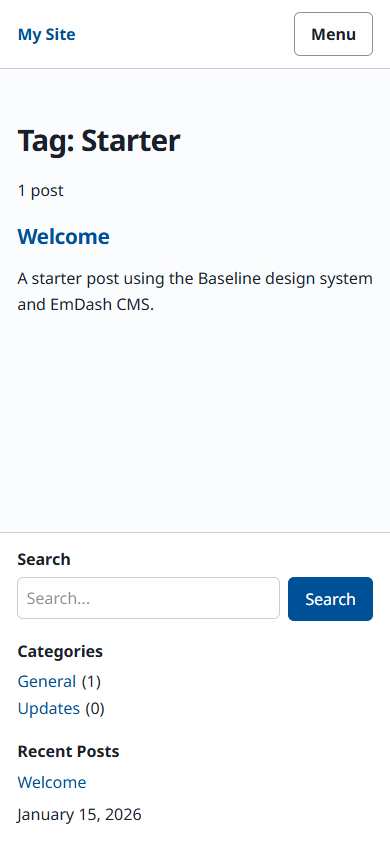 My Site
Menu
Tag: Starter
1 post
Welcome
A starter post using the Baseline design system
and EmDash CMS.
Search
Search...
Search
Categories
General (1)
Updates (0)
Recent Posts
Welcome
January 15, 2026